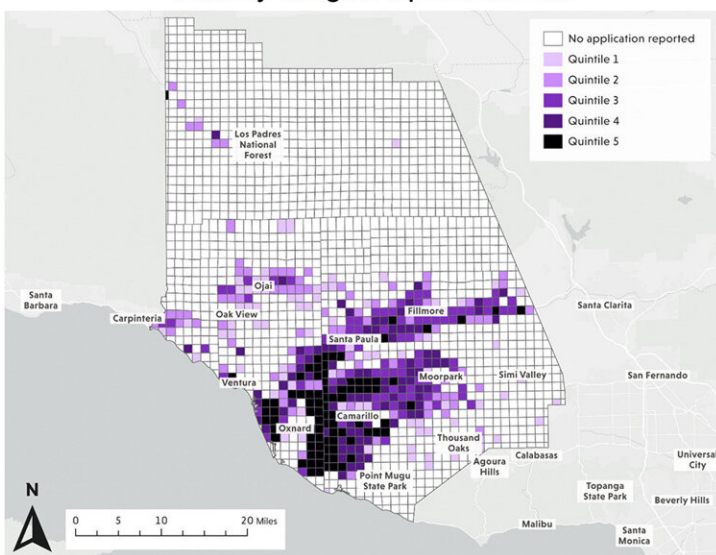 No application reported
Quintile 1
Quintile 2
Quintile 3
Quintile 4
Quintile 5
Los Padres
National
Forest
Santa
Barbara
Carpinteria
Ojai
Oak View
Fillmore
Santa Clarita
Santa Paula
Ventura
Moorpark
Simi Valley
San Fernando
Oxnard
Camarillo
Thousand
Oaks
Calabasas
Agoura
Hills
Universal
City
Point Mugu
State Park
Topanga
State Park
Beverly Hills
Malibu
Santa
Monica
N
0 5 10 20 Miles